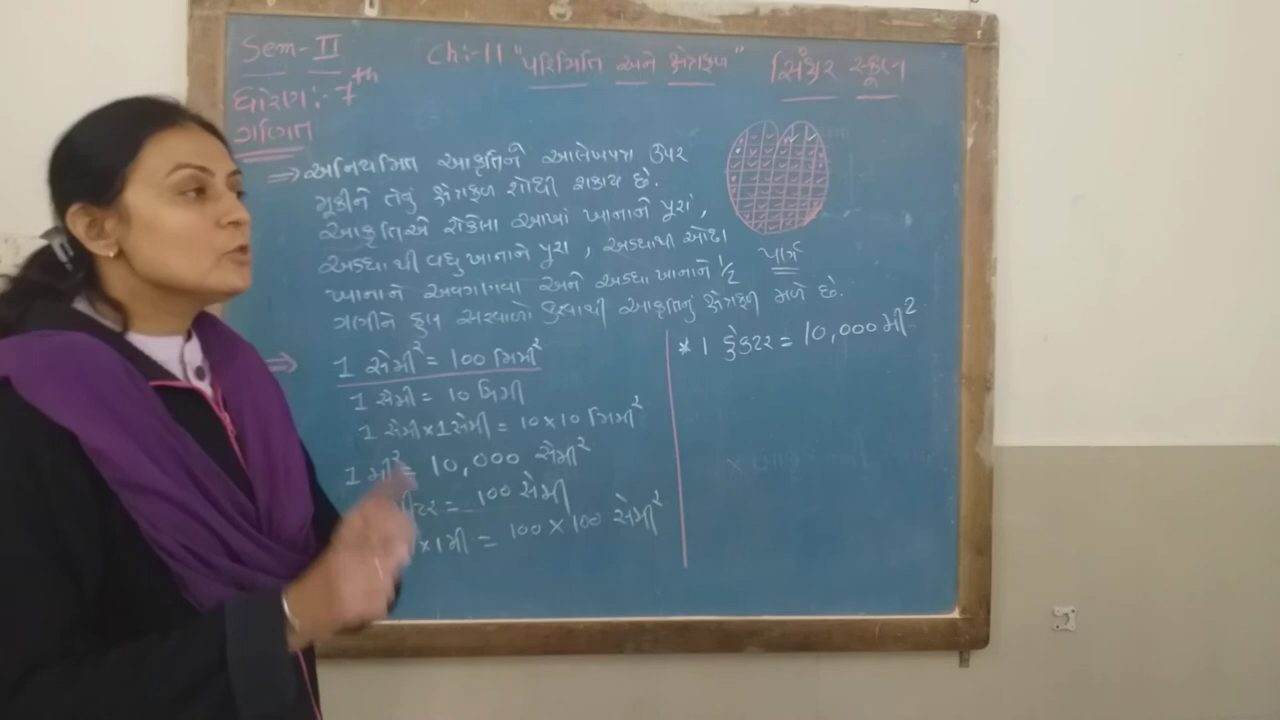 Sem-II
Ch:-11 "પરિમિતિ અને ક્ષેત્રફળ"
સિંઘર સ્કૂલ
ધોરણ:- 7th
ગણિત
⇒ અનિયમિત આકૃતિને આલેખપત્ર ઉપર
મૂકીને તેનું ક્ષેત્રફળ શોધી શકાય છે.
આકૃતિએ રોકેલા આખાં ખાનાને પૂરાં,
અડધાથી વધુ ખાનાને પૂરા, અડધાથી ઓછા
ખાનાને અવગણવા અને અડધા ખાનાને 1/2
ગણીને કુલ સરવાળો કરવાથી આકૃતિનું ક્ષેત્રફળ મળે છે.
પાર્ક
⇒ 1 સેમી² = 100 મિમી²
1 સેમી = 10 મિમી
1 સેમી x 1 સેમી = 10 x 10 મિમી²
1 મી² = 10,000 સેમી²
= 100 સેમી
x 1મી = 100 x 100 સેમી²
* 1 હેક્ટર = 10,000 મી²